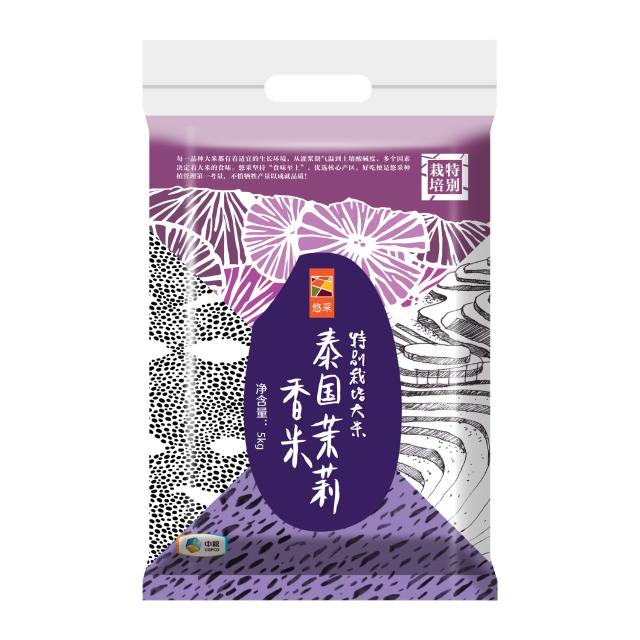 每一品种大米都有着适宜的生长环境，从灌浆期气温到土壤酸碱度，多个因素
决定着大米的食味。悠采坚持“食味至上”，优选核心产区。好吃便是悠采种
植管理第一考量，不惜牺牲产量以成就品质！
特别
栽培
悠采
特别栽培大米
泰国茉莉
香米
净含量：5kg
中粮
COFCO